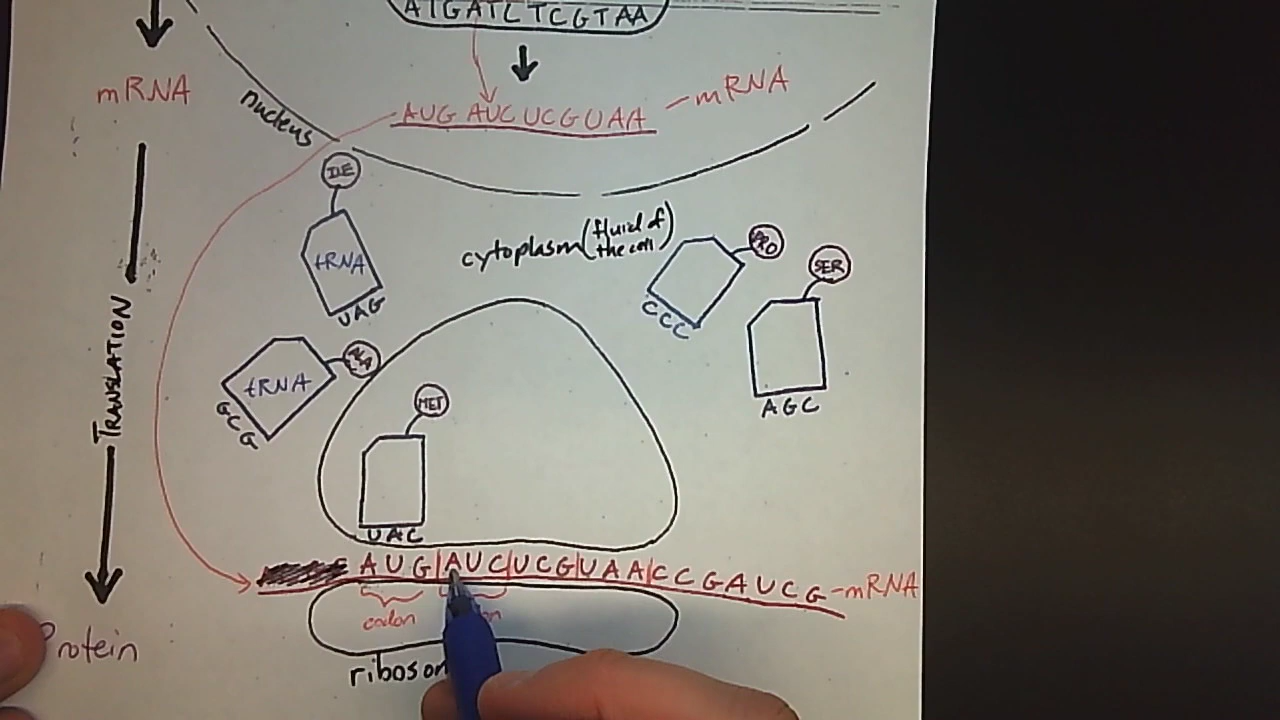 ATGATCTCGTAA
mRNA
AUG AUC UCG UAA - mRNA
nucleus
ILE
tRNA
UAG
cytoplasm (fluid of
the cell)
PRO
CCC
SER
AGC
TRANSLATION
ALA
tRNA
GCG
MET
UAC
AUG|AUC|UCG|UAA|CCGAUCG-mRNA
codon
Protein